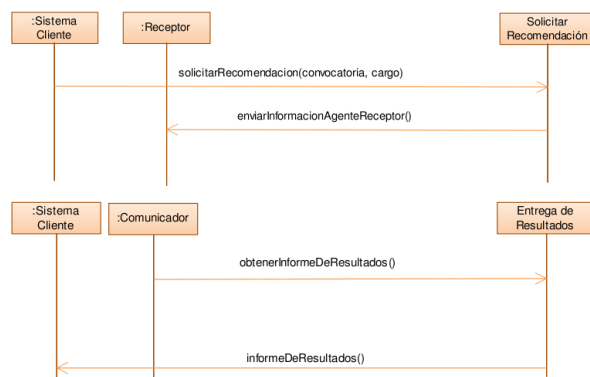 :Sistema
Cliente
:Receptor
Solicitar
Recomendación
solicitarRecomendacion(convocatoria, cargo)
enviarInformacionAgenteReceptor()
:Sistema
Cliente
:Comunicador
Entrega de
Resultados
obtenerInformeDeResultados()
informeDeResultados()